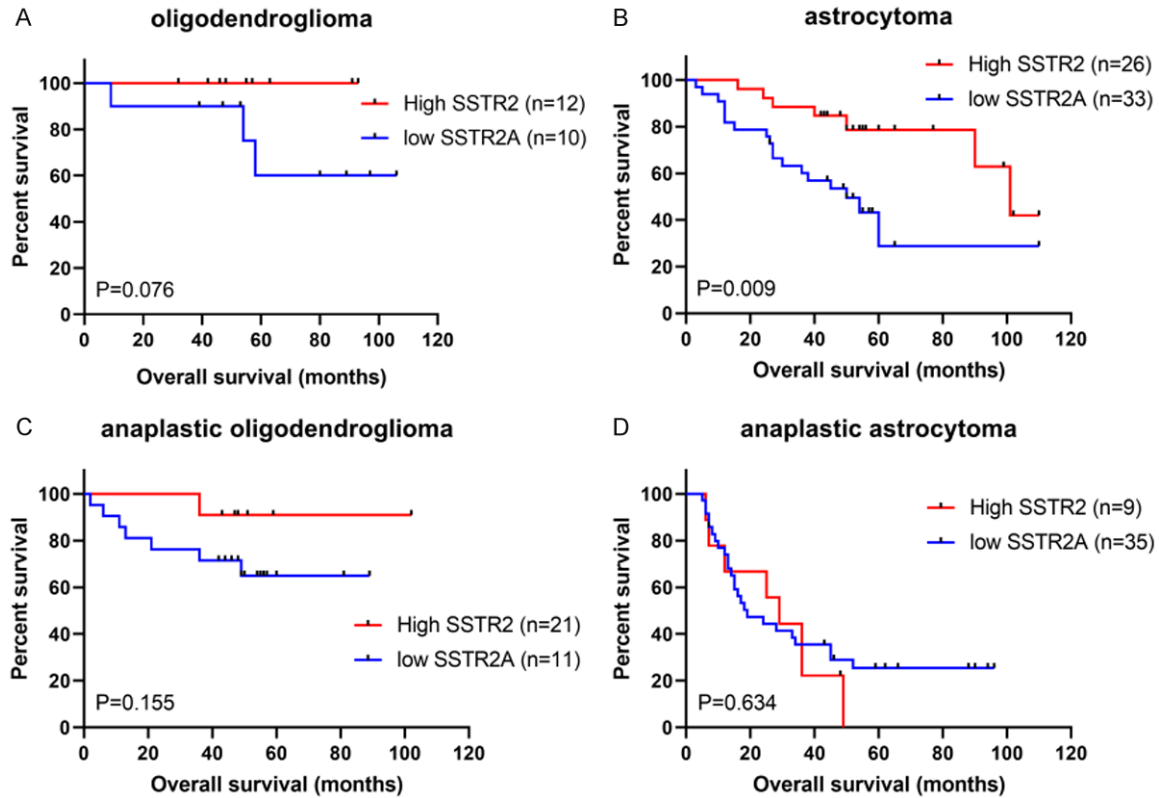 A
oligodendroglioma
Percent survival
100
80
60
40
20
0
High SSTR2 (n=12)
low SSTR2A (n=10)
P=0.076
0 20 40 60 80 100 120
Overall survival (months)
B
astrocytoma
Percent survival
100
80
60
40
20
0
High SSTR2 (n=26)
low SSTR2A (n=33)
P=0.009
0 20 40 60 80 100 120
Overall survival (months)
C
anaplastic oligodendroglioma
Percent survival
100
80
60
40
20
0
High SSTR2 (n=21)
low SSTR2A (n=11)
P=0.155
0 20 40 60 80 100 120
Overall survival (months)
D
anaplastic astrocytoma
Percent survival
100
80
60
40
20
0
High SSTR2 (n=9)
low SSTR2A (n=35)
P=0.634
0 20 40 60 80 100 120
Overall survival (months)